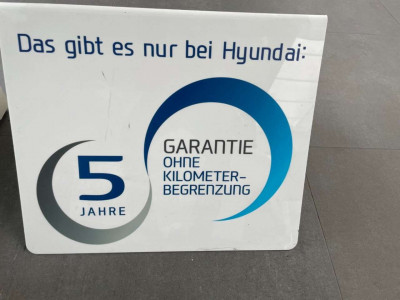 Das gibt es nur bei Hyundai:
5
JAHRE
GARANTIE
OHNE
KILOMETER-
BEGRENZUNG